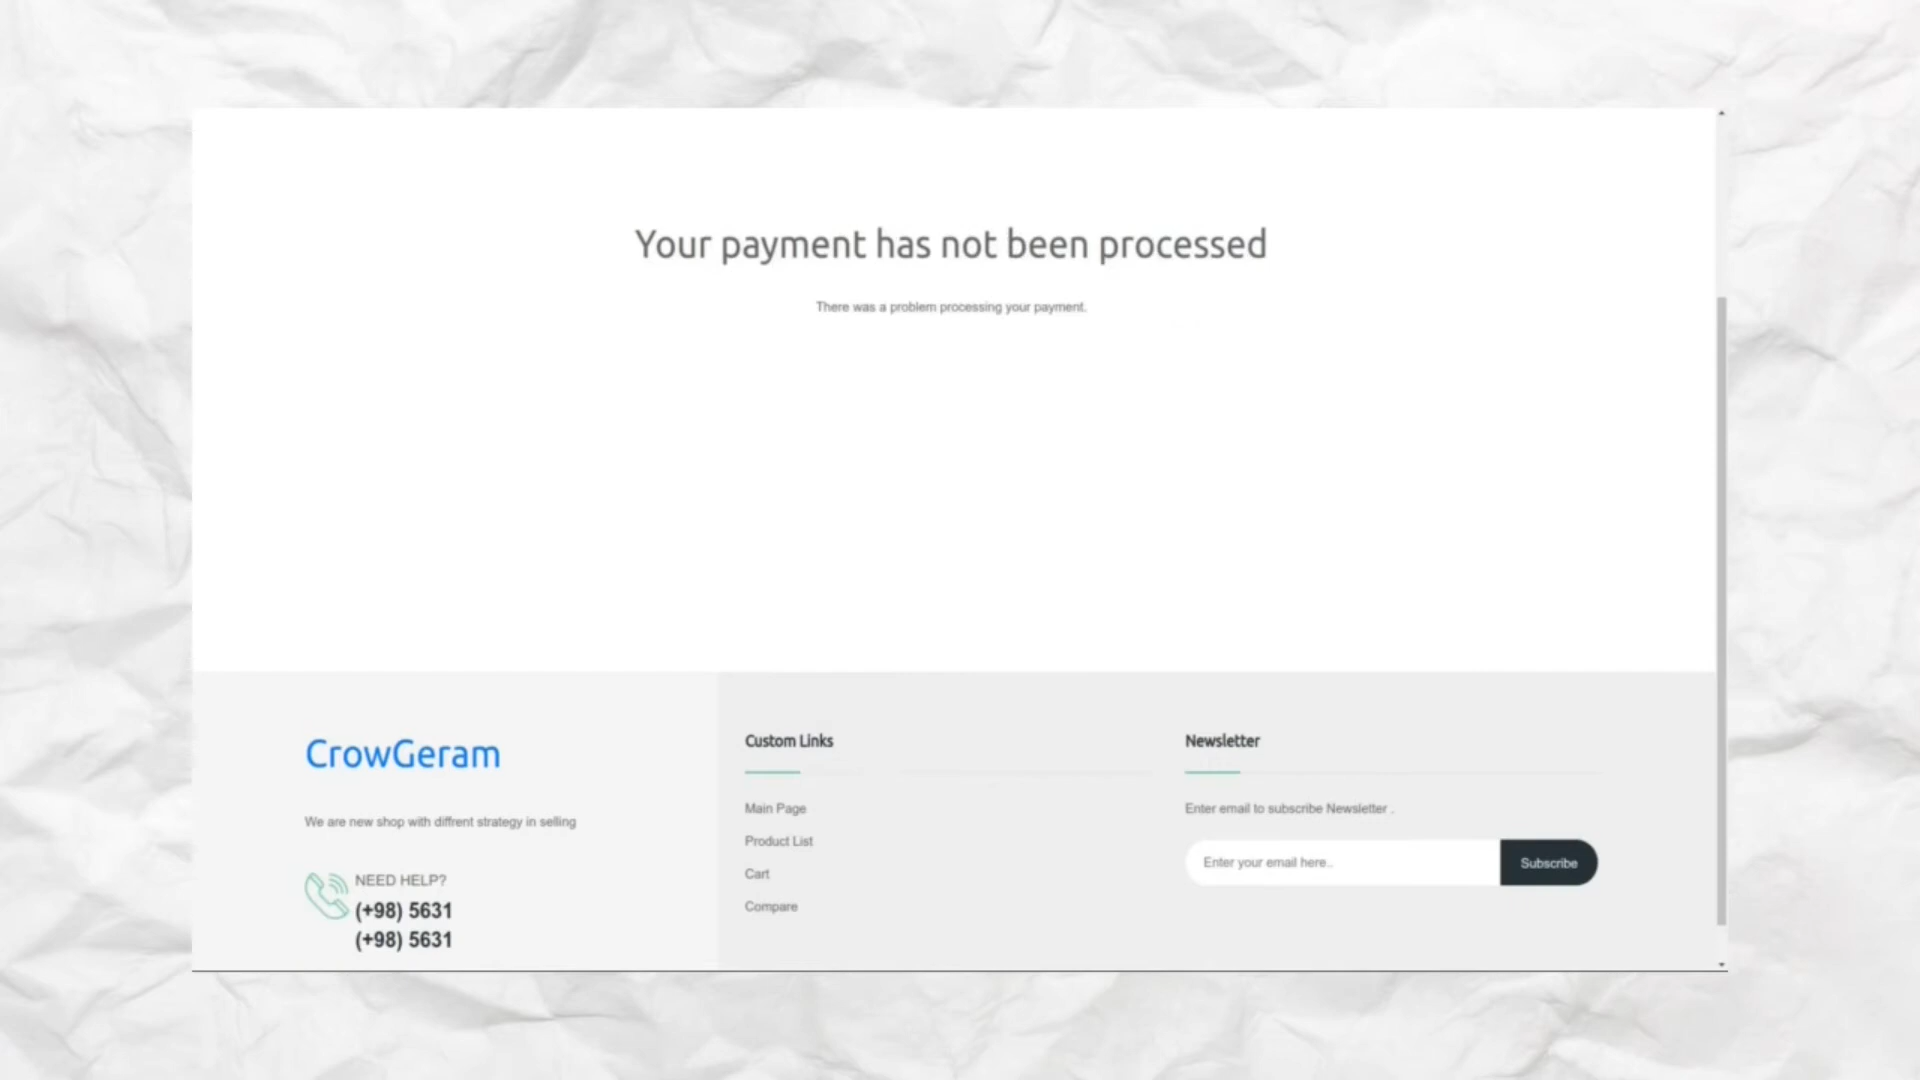 Your payment has not been processed
There was a problem processing your payment.
CrowGeram
We are new shop with diffrent strategy in selling
NEED HELP?
(+98) 5631
(+98) 5631
Custom Links
Main Page
Product List
Cart
Compare
Newsletter
Enter email to subscribe Newsletter .
Enter your email here..
Subscribe